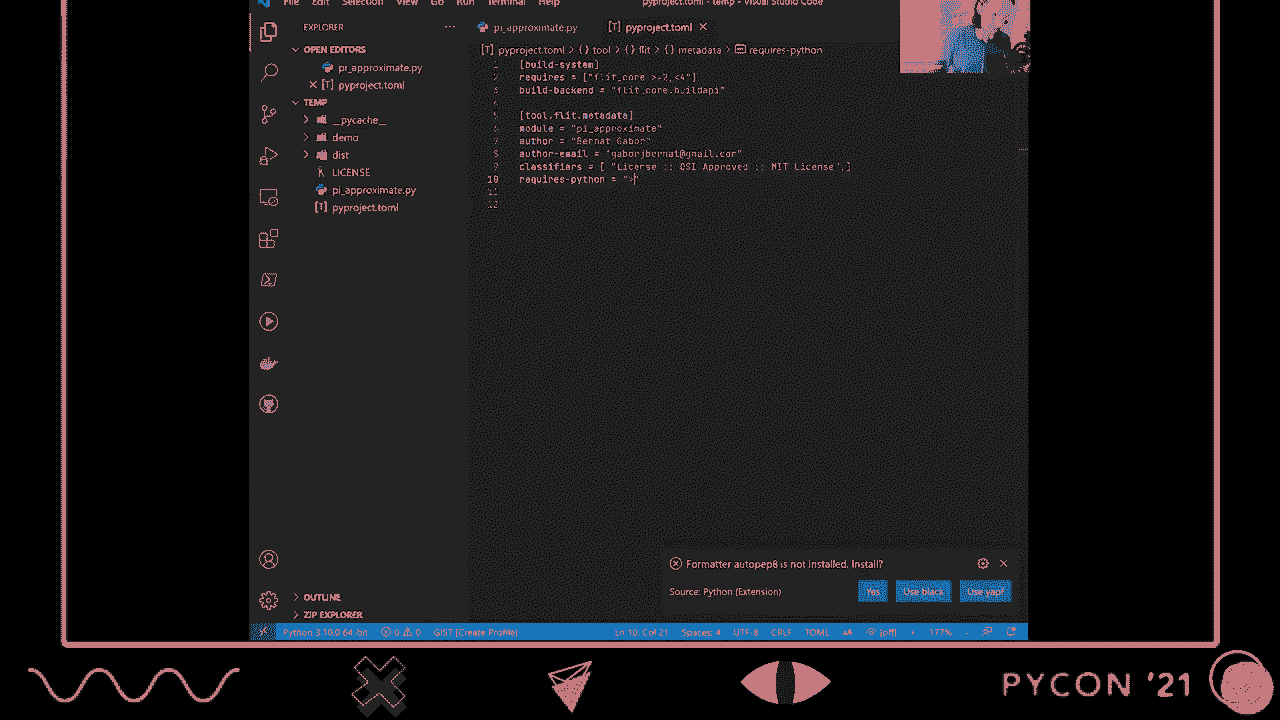 File Edit Selection View Go Run Terminal Help pyproject.toml - temp - Visual Studio Code
EXPLORER ···
OPEN EDITORS
pi_approximate.py
pyproject.toml
TEMP
__pycache__
demo
dist
LICENSE
pi_approximate.py
pyproject.toml
OUTLINE
ZIP EXPLORER
pi_approximate.py pyproject.toml
pyproject.toml > {} tool > {} flit > {} metadata > requires-python
1 [build-system]
2 requires = ["flit_core >=2,<4"]
3 build-backend = "flit_core.buildapi"
4
5 [tool.flit.metadata]
6 module = "pi_approximate"
7 author = "Bernat Gabor"
8 author-email = "gaborjbernat@gmail.com"
9 classifiers = [ "License :: OSI Approved :: MIT License",]
10 requires-python = ">"
11
12
Formatter autopep8 is not installed. Install?
Source: Python (Extension) Yes Use black Use yapf
Python 3.10.0 64-bit 0 0 GIST [Create Profile] Ln 10, Col 21 Spaces: 4 UTF-8 CRLF TOML [off] 177%
PYCON '21